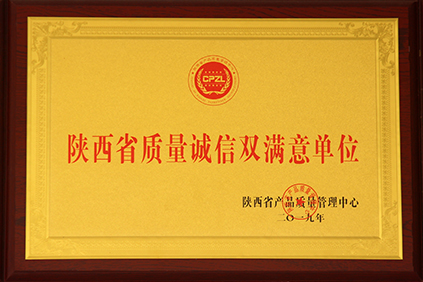 CPZL
陕西省质量诚信双满意单位
陕西省产品质量管理中心
二〇一九年